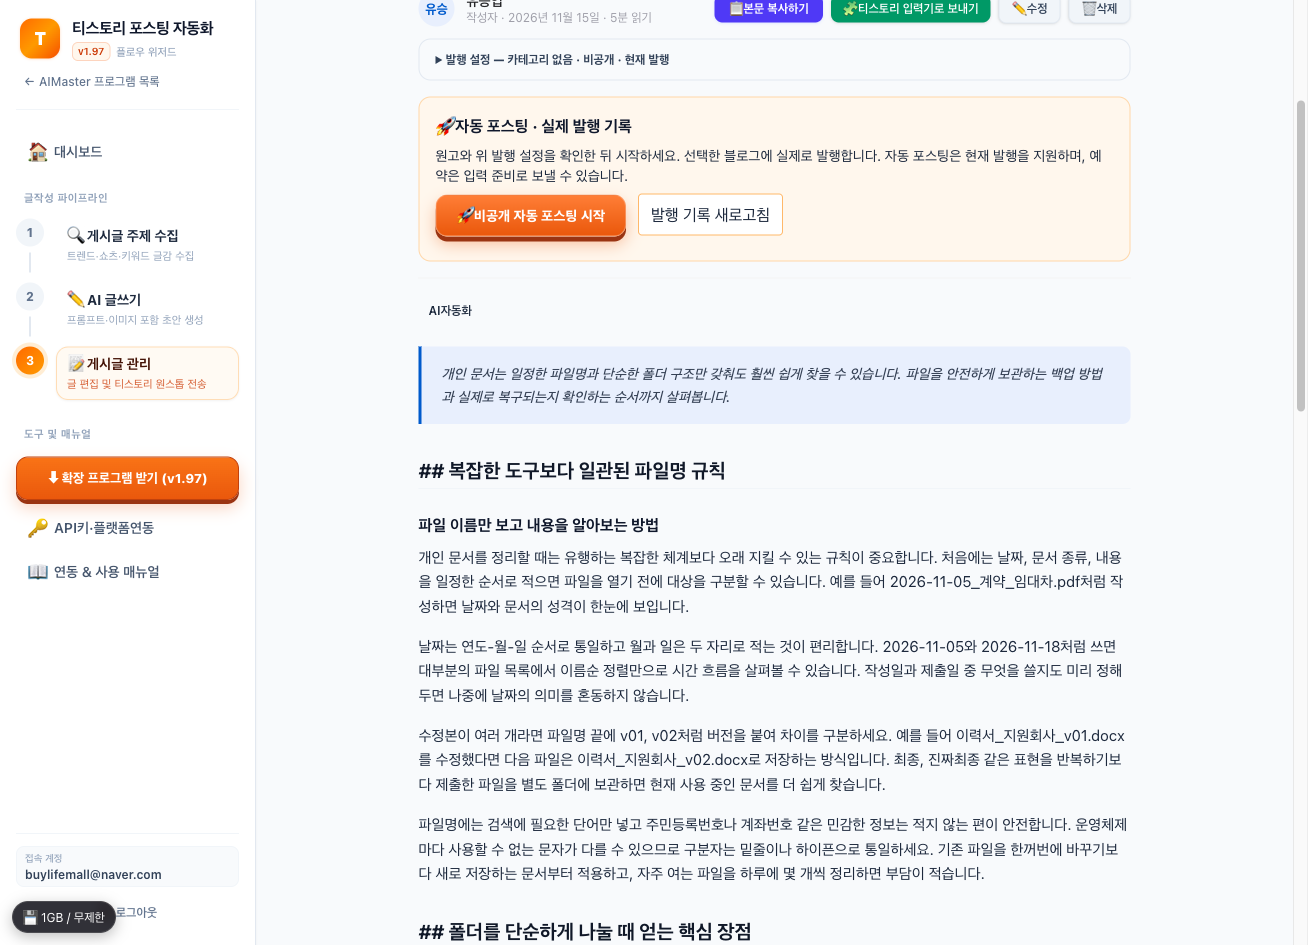 T
티스토리 포스팅 자동화
v1.97 플로우 위저드
← AIMaster 프로그램 목록
대시보드
글작성 파이프라인
1
게시글 주제 수집
트렌드·쇼츠·키워드 글감 수집
2
AI 글쓰기
프롬프트·이미지 포함 초안 생성
3
게시글 관리
글 편집 및 티스토리 원스톱 전송
도구 및 매뉴얼
⬇확장 프로그램 받기 (v1.97)
API키·플랫폼연동
연동 & 사용 매뉴얼
접속 계정
buylifemall@naver.com
1GB / 무제한
로그아웃
유승
작성자 · 2026년 11월 15일 · 5분 읽기
본문 복사하기
티스토리 입력기로 보내기
수정
삭제
▶ 발행 설정 — 카테고리 없음 · 비공개 · 현재 발행
자동 포스팅 · 실제 발행 기록
원고와 위 발행 설정을 확인한 뒤 시작하세요. 선택한 블로그에 실제로 발행합니다. 자동 포스팅은 현재 발행을 지원하며, 예
약은 입력 준비로 보낼 수 있습니다.
비공개 자동 포스팅 시작
발행 기록 새로고침
AI자동화
개인 문서는 일정한 파일명과 단순한 폴더 구조만 갖춰도 훨씬 쉽게 찾을 수 있습니다. 파일을 안전하게 보관하는 백업 방법
과 실제로 복구되는지 확인하는 순서까지 살펴봅니다.
## 복잡한 도구보다 일관된 파일명 규칙
파일 이름만 보고 내용을 알아보는 방법
개인 문서를 정리할 때는 유행하는 복잡한 체계보다 오래 지킬 수 있는 규칙이 중요합니다. 처음에는 날짜, 문서 종류, 내용
을 일정한 순서로 적으면 파일을 열기 전에 대상을 구분할 수 있습니다. 예를 들어 2026-11-05_계약_임대차.pdf처럼 작
성하면 날짜와 문서의 성격이 한눈에 보입니다.
날짜는 연도-월-일 순서로 통일하고 월과 일은 두 자리로 적는 것이 편리합니다. 2026-11-05와 2026-11-18처럼 쓰면
대부분의 파일 목록에서 이름순 정렬만으로 시간 흐름을 살펴볼 수 있습니다. 작성일과 제출일 중 무엇을 쓸지도 미리 정해
두면 나중에 날짜의 의미를 혼동하지 않습니다.
수정본이 여러 개라면 파일명 끝에 v01, v02처럼 버전을 붙여 차이를 구분하세요. 예를 들어 이력서_지원회사_v01.docx
를 수정했다면 다음 파일은 이력서_지원회사_v02.docx로 저장하는 방식입니다. 최종, 진짜최종 같은 표현을 반복하기보
다 제출한 파일을 별도 폴더에 보관하면 현재 사용 중인 문서를 더 쉽게 찾습니다.
파일명에는 검색에 필요한 단어만 넣고 주민등록번호나 계좌번호 같은 민감한 정보는 적지 않는 편이 안전합니다. 운영체제
마다 사용할 수 없는 문자가 다를 수 있으므로 구분자는 밑줄이나 하이픈으로 통일하세요. 기존 파일을 한꺼번에 바꾸기보
다 새로 저장하는 문서부터 적용하고, 자주 여는 파일을 하루에 몇 개씩 정리하면 부담이 적습니다.
## 폴더를 단순하게 나눌 때 얻는 핵심 장점